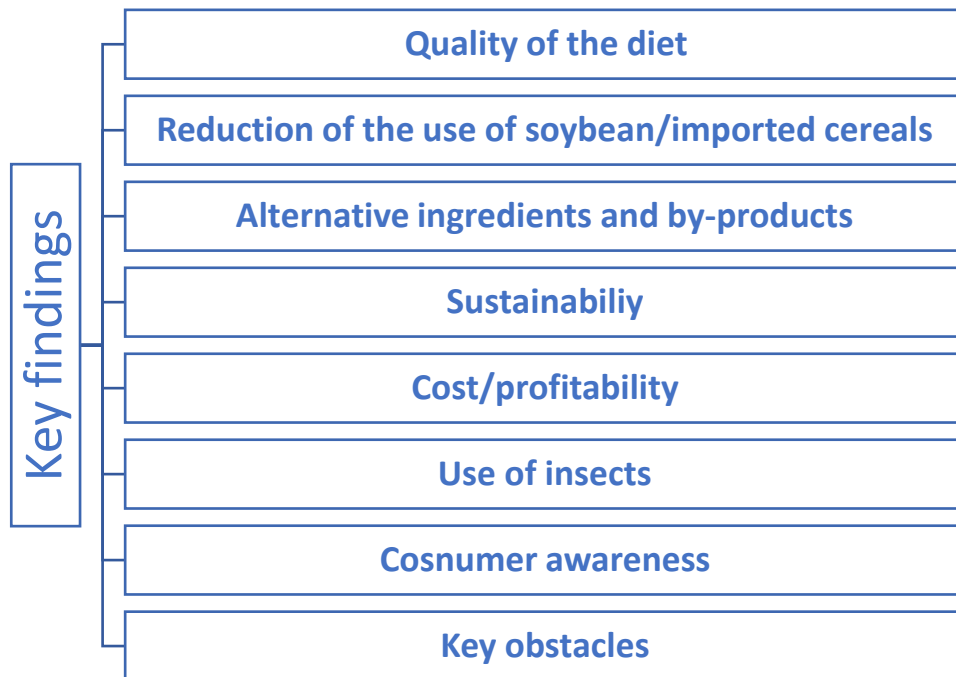 Key findings
Quality of the diet
Reduction of the use of soybean/imported cereals
Alternative ingredients and by-products
Sustainabiliy
Cost/profitability
Use of insects
Cosnumer awareness
Key obstacles